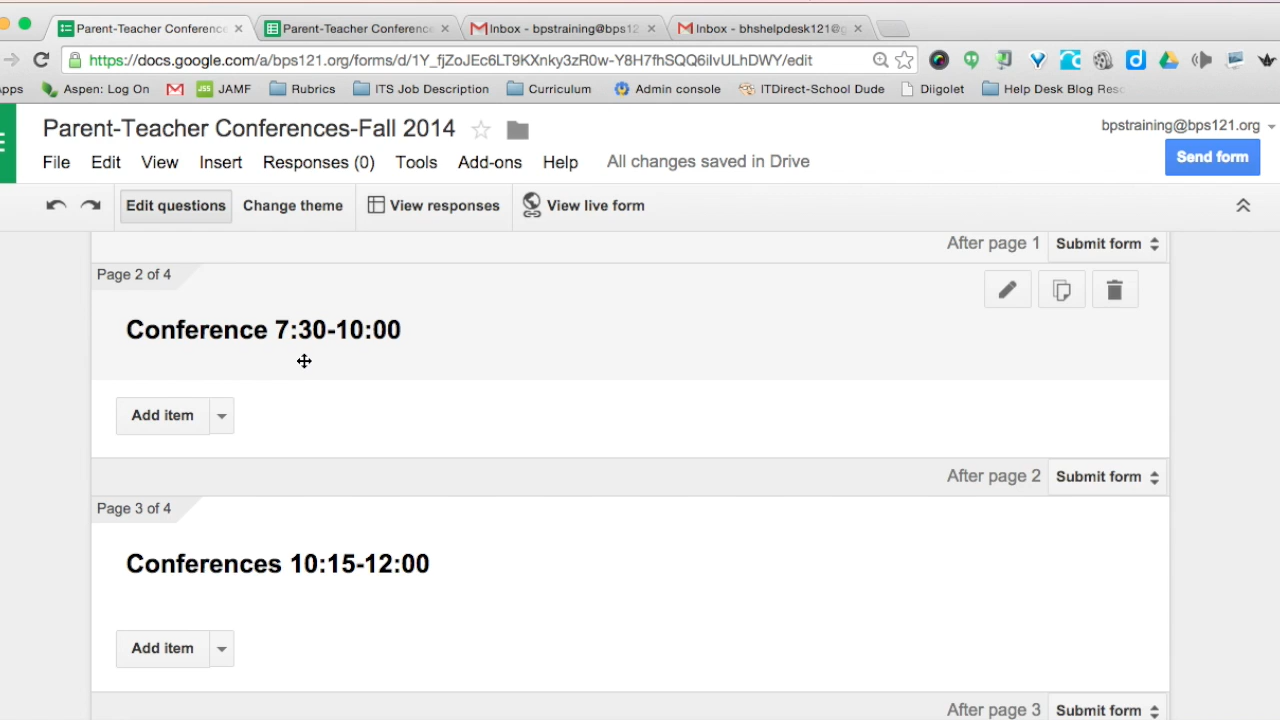 Parent-Teacher Conference
Parent-Teacher Conference
Inbox - bpstraining@bps12
Inbox - bhshelpdesk121@g
https://docs.google.com/a/bps121.org/forms/d/1Y_fjZoJEc6LT9KXnky3zR0w-Y8H7fhSQQ6iIvULhDWY/edit
pps
Aspen: Log On
JSS
JAMF
Rubrics
ITS Job Description
Curriculum
Admin console
ITDirect-School Dude
Diigolet
Help Desk Blog Res
Parent-Teacher Conferences-Fall 2014
bpstraining@bps121.org
File Edit View Insert Responses (0) Tools Add-ons Help All changes saved in Drive
Send form
Edit questions Change theme View responses View live form
After page 1 Submit form
Page 2 of 4
Conference 7:30-10:00
Add item
After page 2 Submit form
Page 3 of 4
Conferences 10:15-12:00
Add item
After page 3 Submit form